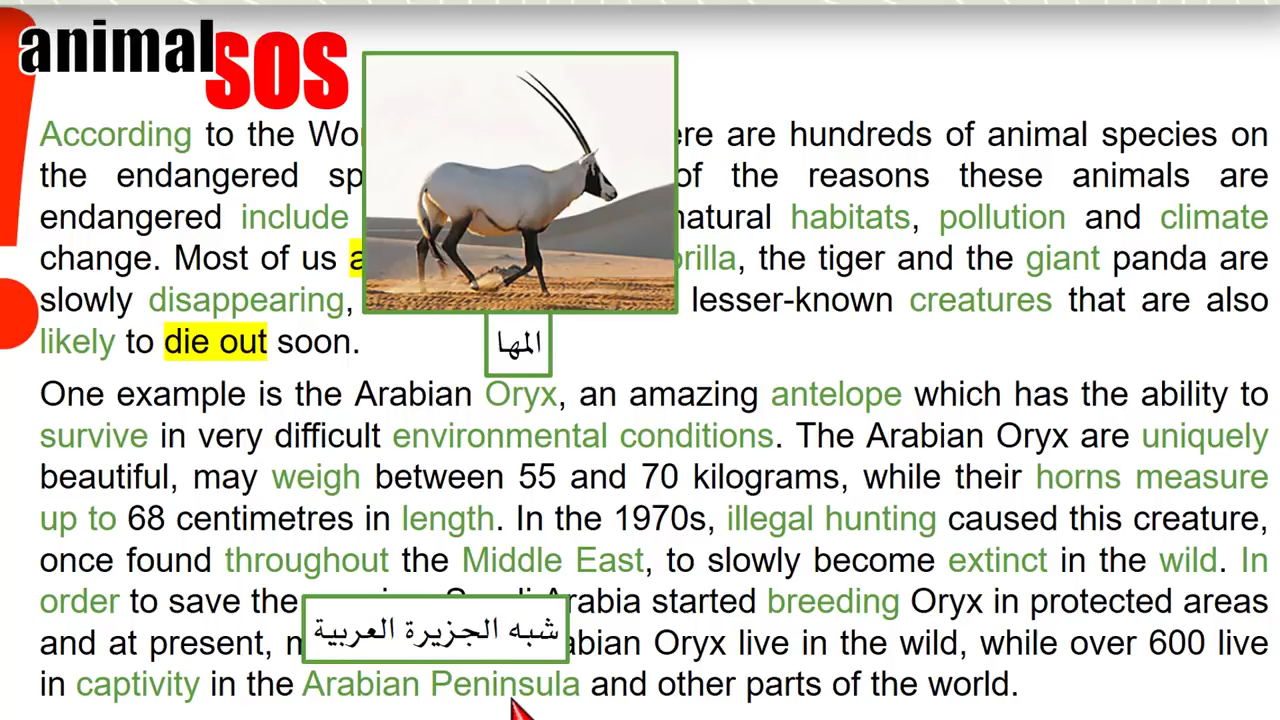 animal SOS
According to the ere are hundreds of animal species on
the endangered of the reasons these animals are
endangered include natural habitats, pollution and climate
change. Most of us the tiger and the giant panda are
slowly disappearing, lesser-known creatures that are also
likely to die out soon.
المها
One example is the Arabian Oryx, an amazing antelope which has the ability to
survive in very difficult environmental conditions. The Arabian Oryx are uniquely
beautiful, may weigh between 55 and 70 kilograms, while their horns measure
up to 68 centimetres in length. In the 1970s, illegal hunting caused this creature,
once found throughout the Middle East, to slowly become extinct in the wild. In
order to save the Arabia started breeding Oryx in protected areas
شبه الجزيرة العربية
and at present, Oryx live in the wild, while over 600 live
in captivity in the Arabian Peninsula and other parts of the world.